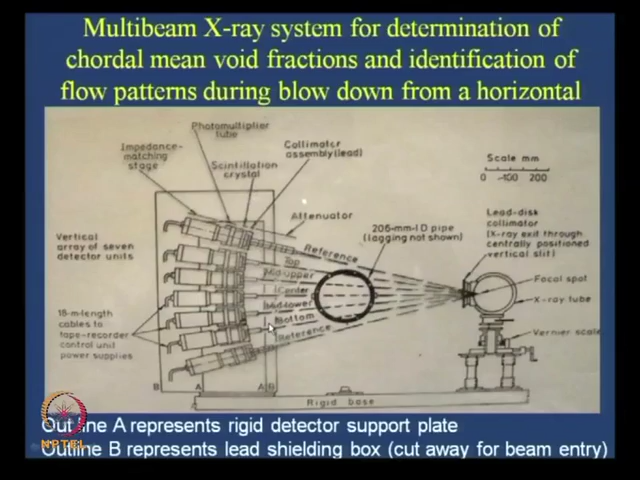 Multibeam X-ray system for determination of
chordal mean void fractions and identification of
flow patterns during blow down from a horizontal
Photomultiplier
tube
Impedance-
matching
stage
Scintillation
crystal
Collimator
assembly (lead)
Scale mm
0 100 200
Attenuator
Vertical
array of seven
detector units
206-mm-I D pipe
(lagging not shown)
Lead-disk
collimator
(X-ray exit through
centrally positioned
vertical slit)
Reference
Top
Mid-upper
Center
Mid-lower
Bottom
Reference
Focal spot
X-ray tube
Vernier scale
18-m-length
cables to
tape-recorder
control unit
power supplies
B A A B
Rigid base
Out line A represents rigid detector support plate
Outline B represents lead shielding box (cut away for beam entry)
NPTEL